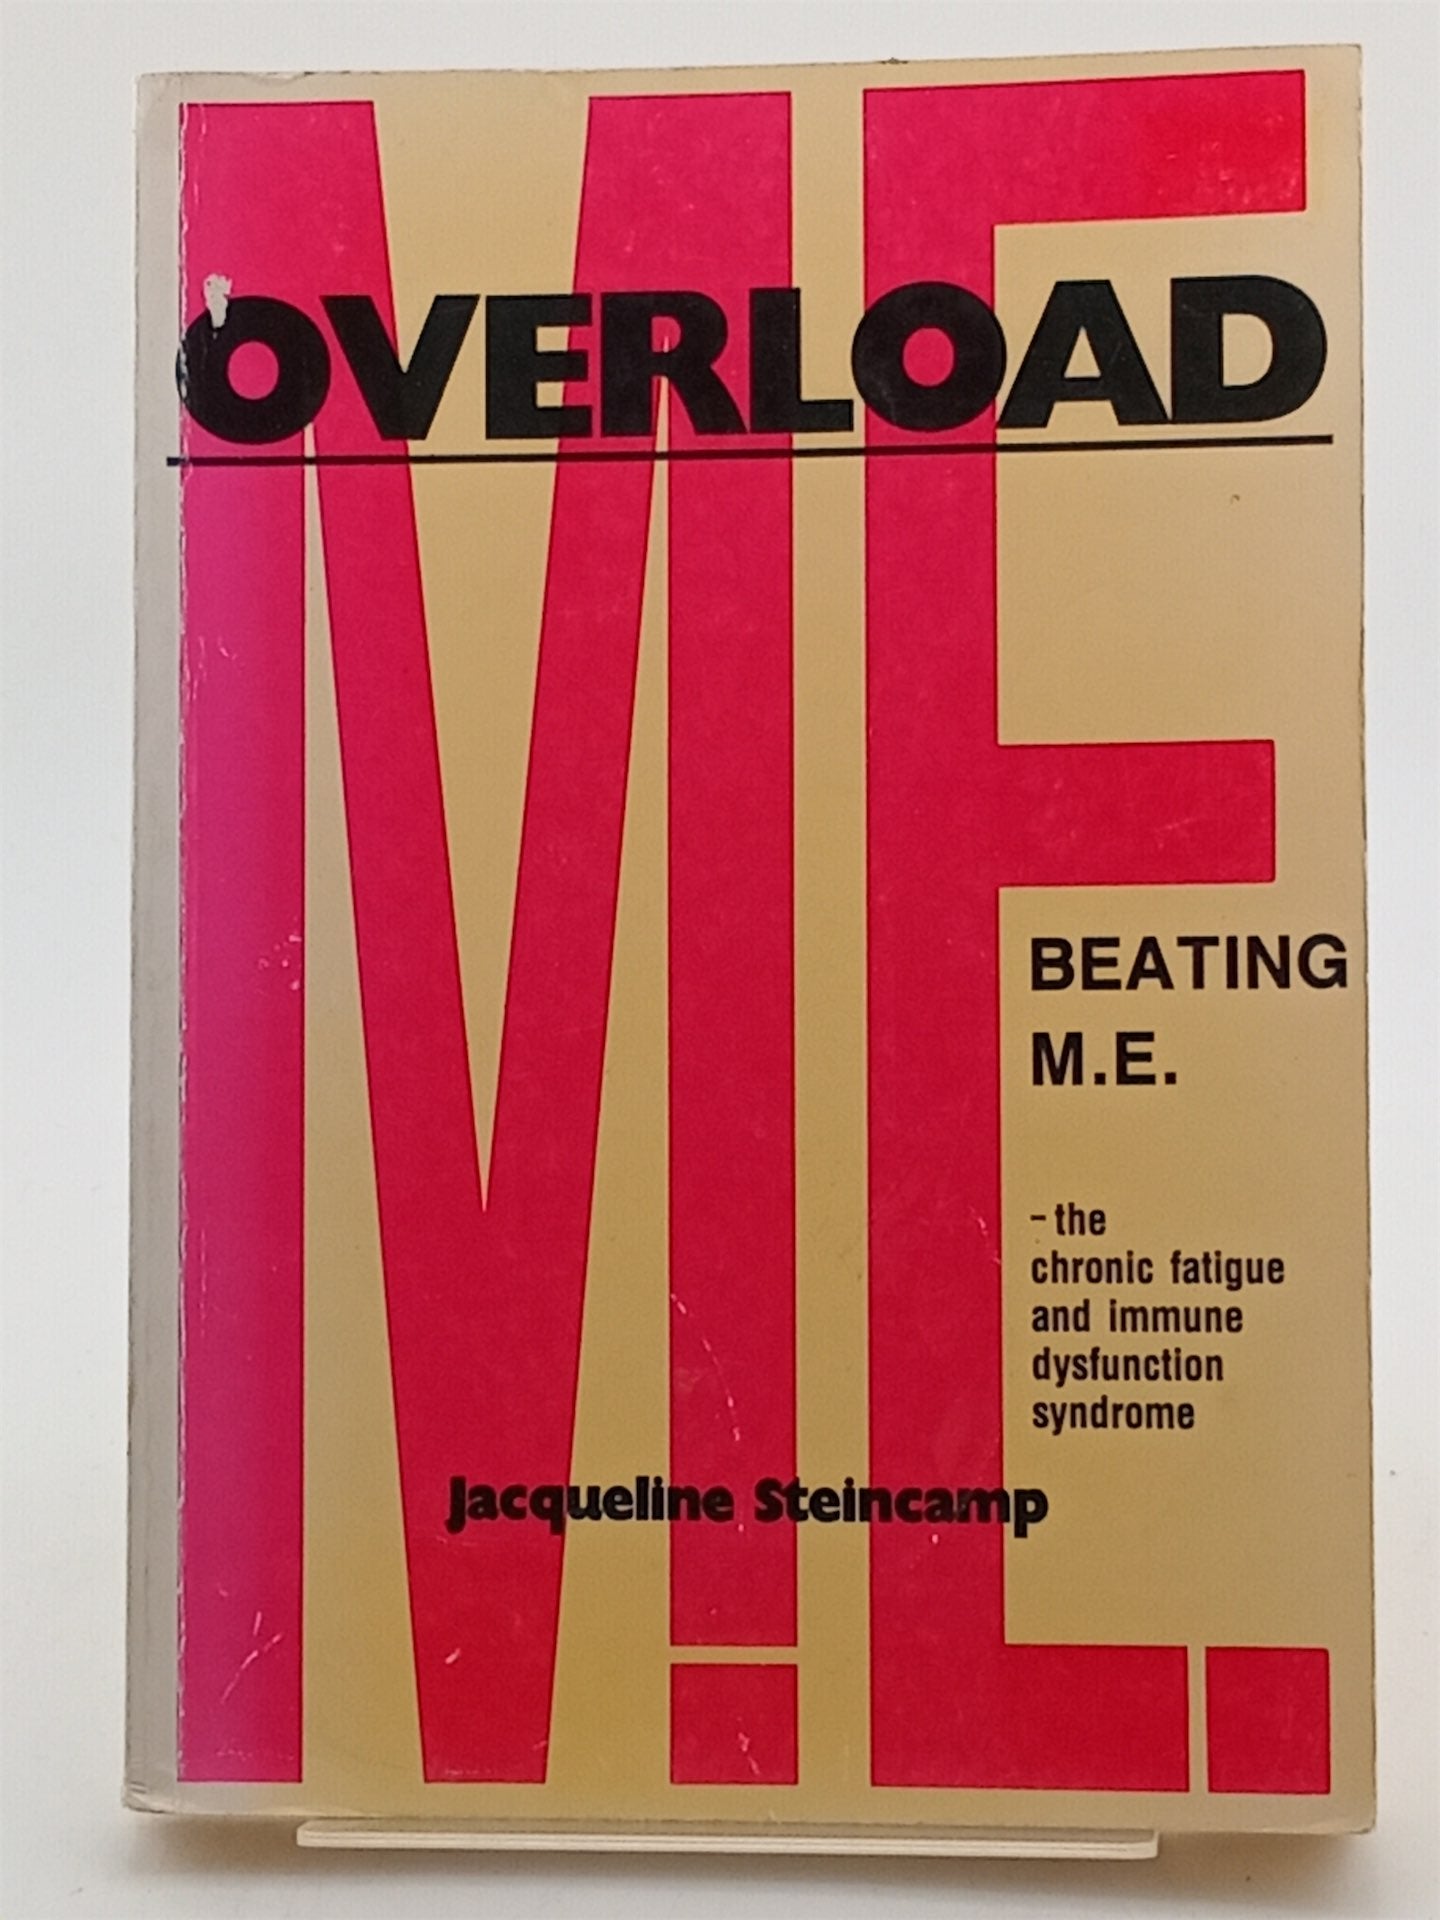 M.E.
OVERLOAD
BEATING
M.E.
– the
chronic fatigue
and immune
dysfunction
syndrome
Jacqueline Steincamp